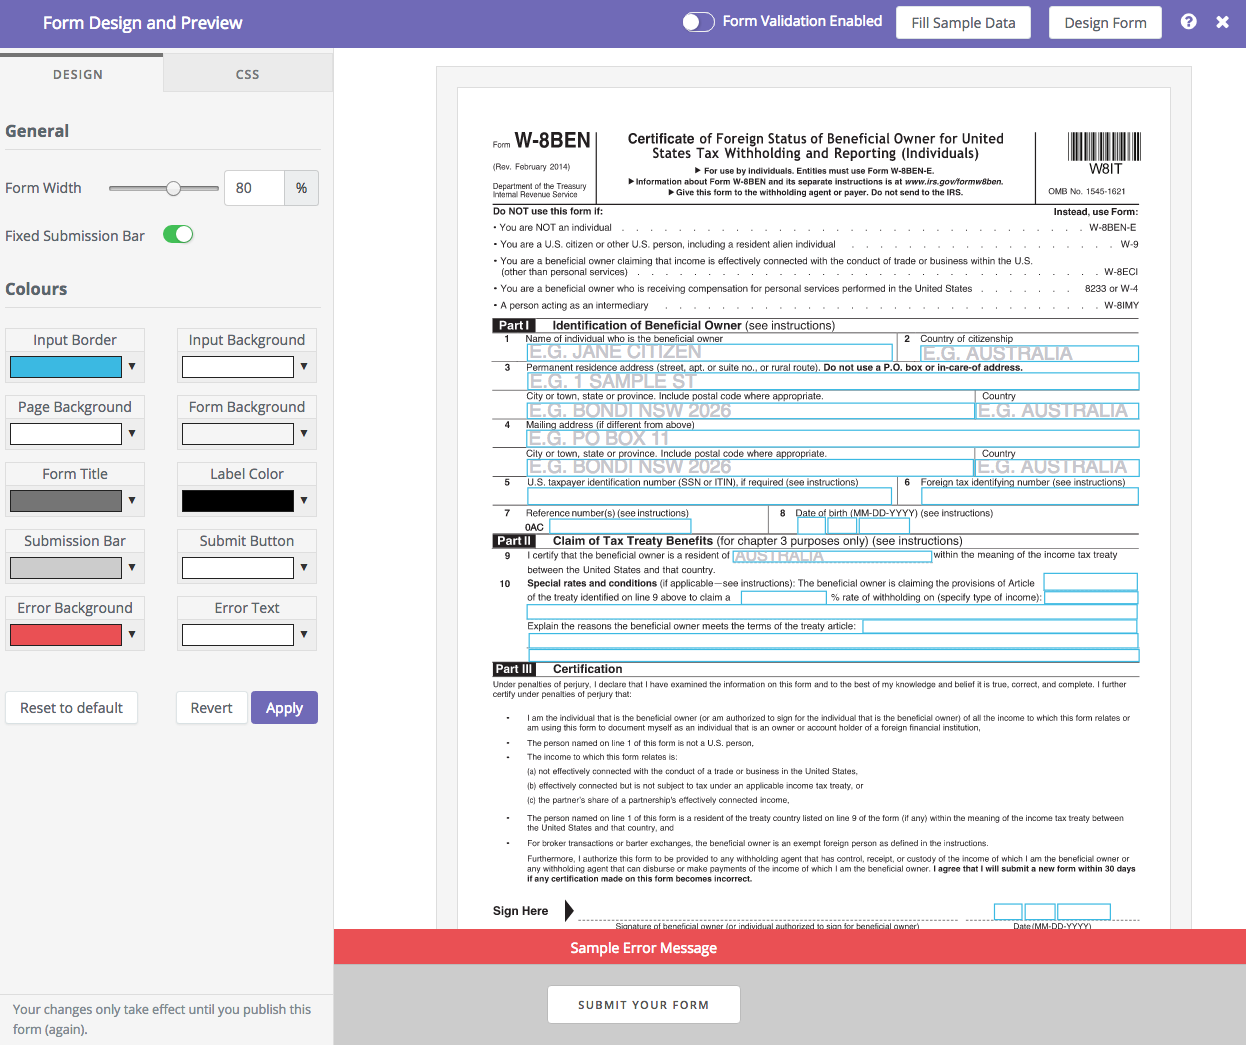 Form Design and Preview
Form Validation Enabled
Fill Sample Data
Design Form
DESIGN
CSS
General
Form Width
80
%
Fixed Submission Bar
Colours
Input Border
Input Background
Page Background
Form Background
Form Title
Label Color
Submission Bar
Submit Button
Error Background
Error Text
Reset to default
Revert
Apply
Your changes only take effect until you publish this
form (again).
Form W-8BEN
(Rev. February 2014)
Department of the Treasury
Internal Revenue Service
Certificate of Foreign Status of Beneficial Owner for United
States Tax Withholding and Reporting (Individuals)
▶ For use by individuals. Entities must use Form W-8BEN-E.
▶ Information about Form W-8BEN and its separate instructions is at www.irs.gov/formw8ben.
▶ Give this form to the withholding agent or payer. Do not send to the IRS.
W8IT
OMB No. 1545-1621
Do NOT use this form if: Instead, use Form:
• You are NOT an individual . . . . . . . . . . . . . . . . . . . . . . . . . . . . . W-8BEN-E
• You are a U.S. citizen or other U.S. person, including a resident alien individual . . . . . . . . . . . . . . . W-9
• You are a beneficial owner claiming that income is effectively connected with the conduct of trade or business within the U.S.
(other than personal services) . . . . . . . . . . . . . . . . . . . . . . . . . . . W-8ECI
• You are a beneficial owner who is receiving compensation for personal services performed in the United States . . . . . . . 8233 or W-4
• A person acting as an intermediary . . . . . . . . . . . . . . . . . . . . . . . . . . W-8IMY
Part I Identification of Beneficial Owner (see instructions)
1 Name of individual who is the beneficial owner
E.G. JANE CITIZEN
2 Country of citizenship
E.G. AUSTRALIA
3 Permanent residence address (street, apt. or suite no., or rural route). Do not use a P.O. box or in-care-of address.
E.G. 1 SAMPLE ST
City or town, state or province. Include postal code where appropriate. Country
E.G. BONDI NSW 2026 E.G. AUSTRALIA
4 Mailing address (if different from above)
E.G. PO BOX 11
City or town, state or province. Include postal code where appropriate. Country
E.G. BONDI NSW 2026 E.G. AUSTRALIA
5 U.S. taxpayer identification number (SSN or ITIN), if required (see instructions)
6 Foreign tax identifying number (see instructions)
7 Reference number(s) (see instructions)
0AC
8 Date of birth (MM-DD-YYYY) (see instructions)
Part II Claim of Tax Treaty Benefits (for chapter 3 purposes only) (see instructions)
9 I certify that the beneficial owner is a resident of AUSTRALIA within the meaning of the income tax treaty
between the United States and that country.
10 Special rates and conditions (if applicable—see instructions): The beneficial owner is claiming the provisions of Article
of the treaty identified on line 9 above to claim a % rate of withholding on (specify type of income):
Explain the reasons the beneficial owner meets the terms of the treaty article:
Part III Certification
Under penalties of perjury, I declare that I have examined the information on this form and to the best of my knowledge and belief it is true, correct, and complete. I further
certify under penalties of perjury that:
• I am the individual that is the beneficial owner (or am authorized to sign for the individual that is the beneficial owner) of all the income to which this form relates or
am using this form to document myself as an individual that is an owner or account holder of a foreign financial institution,
• The person named on line 1 of this form is not a U.S. person,
• The income to which this form relates is:
(a) not effectively connected with the conduct of a trade or business in the United States,
(b) effectively connected but is not subject to tax under an applicable income tax treaty, or
(c) the partner's share of a partnership's effectively connected income,
• The person named on line 1 of this form is a resident of the treaty country listed on line 9 of the form (if any) within the meaning of the income tax treaty between
the United States and that country, and
• For broker transactions or barter exchanges, the beneficial owner is an exempt foreign person as defined in the instructions.
Furthermore, I authorize this form to be provided to any withholding agent that has control, receipt, or custody of the income of which I am the beneficial owner or
any withholding agent that can disburse or make payments of the income of which I am the beneficial owner. I agree that I will submit a new form within 30 days
if any certification made on this form becomes incorrect.
Sign Here
Signature of beneficial owner (or individual authorized to sign for beneficial owner) Date (MM-DD-YYYY)
Sample Error Message
SUBMIT YOUR FORM